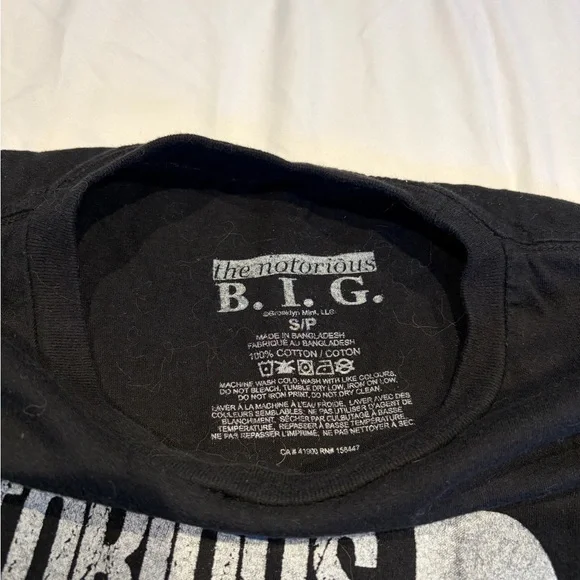 the notorious
B. I. G.
©Brooklyn Mint, LLC
S/P
MADE IN BANGLADESH
FABRIQUE AU BANGLADESH
100% COTTON / COTON
MACHINE WASH COLD; WASH WITH LIKE COLOURS,
DO NOT BLEACH, TUMBLE DRY LOW, IRON ON LOW,
DO NOT IRON PRINT, DO NOT DRY CLEAN.
LAVER À LA MACHINE À L'EAU FROIDE, LAVER AVEC DES
COULEURS SEMBLABLES; NE PAS UTILISER D'AGENT DE
BLANCHIMENT, SÉCHER PAR CULBUTAGE À BASSE
TEMPÉRATURE, REPASSER À BASSE TEMPÉRATURE.
NE PAS REPASSER L'IMPRIMÉ, NE PAS NETTOYER À SEC.
CA# 41900 RN# 158447
TORIOUS